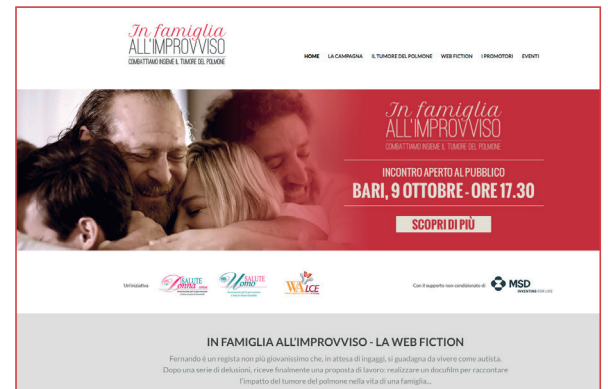 In famiglia
ALL'IMPROVVISO
COMBATTIAMO INSIEME IL TUMORE DEL POLMONE
HOME LA CAMPAGNA IL TUMORE DEL POLMONE WEB FICTION I PROMOTORI EVENTI
In famiglia
ALL'IMPROVVISO
COMBATTIAMO INSIEME IL TUMORE DEL POLMONE
INCONTRO APERTO AL PUBBLICO
BARI, 9 OTTOBRE - ORE 17.30
SCOPRI DI PIÙ
Un'iniziativa
SALUTE
Donna
SALUTE
Uomo
WALCE
Con il supporto non condizionato di
MSD
INVENTING FOR LIFE
IN FAMIGLIA ALL'IMPROVVISO - LA WEB FICTION
Fernando è un regista non più giovanissimo che, in attesa di ingaggi, si guadagna da vivere come autista.
Dopo una serie di delusioni, riceve finalmente una proposta di lavoro: realizzare un docufilm per raccontare
l'impatto del tumore del polmone nella vita di una famiglia...